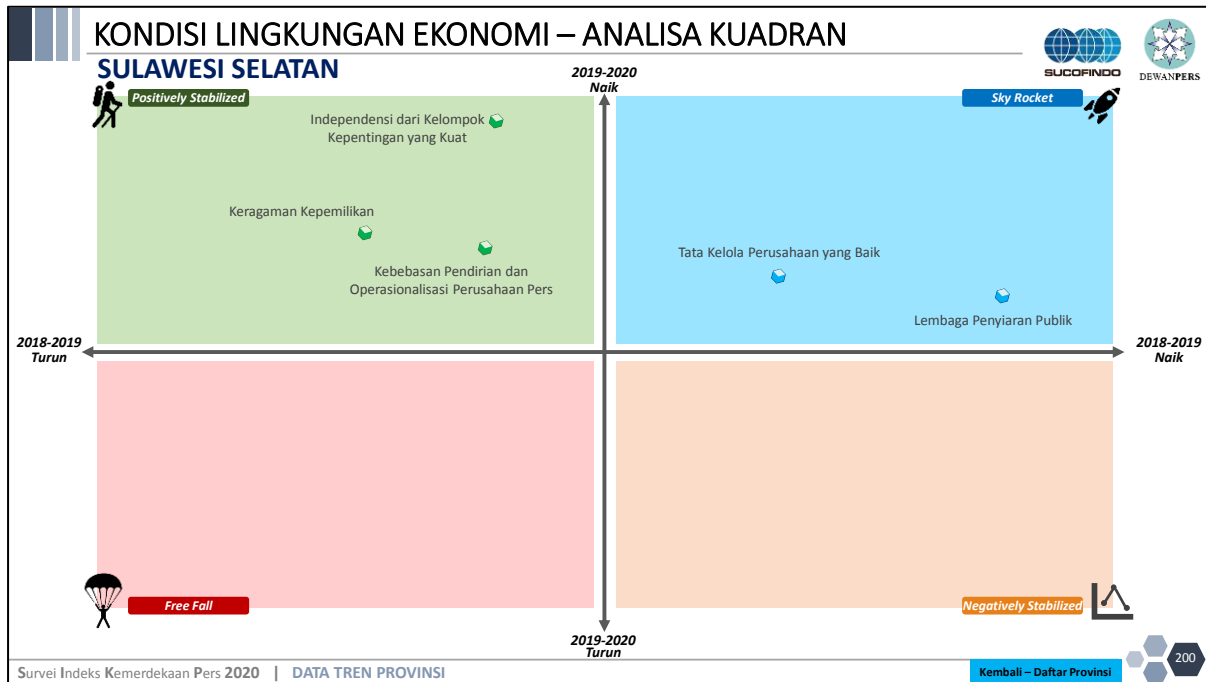 KONDISI LINGKUNGAN EKONOMI – ANALISA KUADRAN
SULAWESI SELATAN
SUCOFINDO
DEWANPERS
2019-2020
Naik
Positively Stabilized
Sky Rocket
Independensi dari Kelompok
Kepentingan yang Kuat
Keragaman Kepemilikan
Kebebasan Pendirian dan
Operasionalisasi Perusahaan Pers
Tata Kelola Perusahaan yang Baik
Lembaga Penyiaran Publik
2018-2019
Turun
2018-2019
Naik
Free Fall
Negatively Stabilized
2019-2020
Turun
Survei Indeks Kemerdekaan Pers 2020 | DATA TREN PROVINSI
Kembali – Daftar Provinsi
200